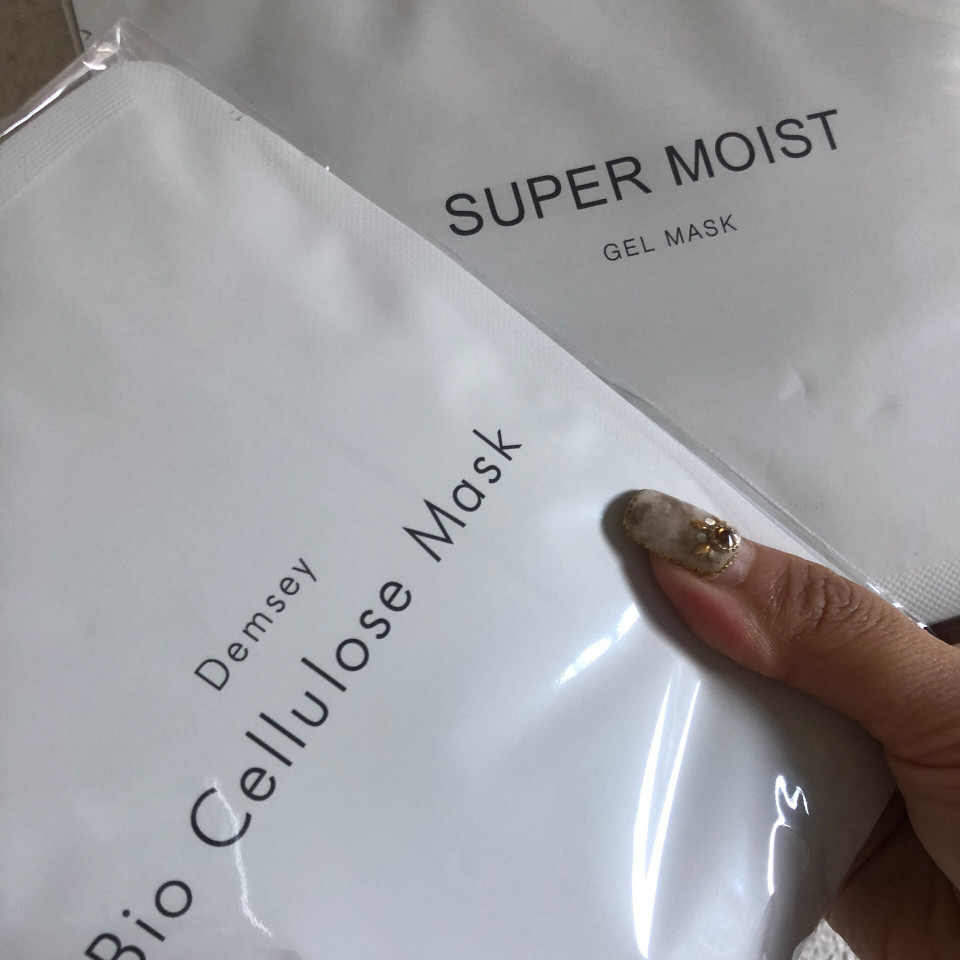 SUPER MOIST
GEL MASK
Demsey
Bio Cellulose Mask